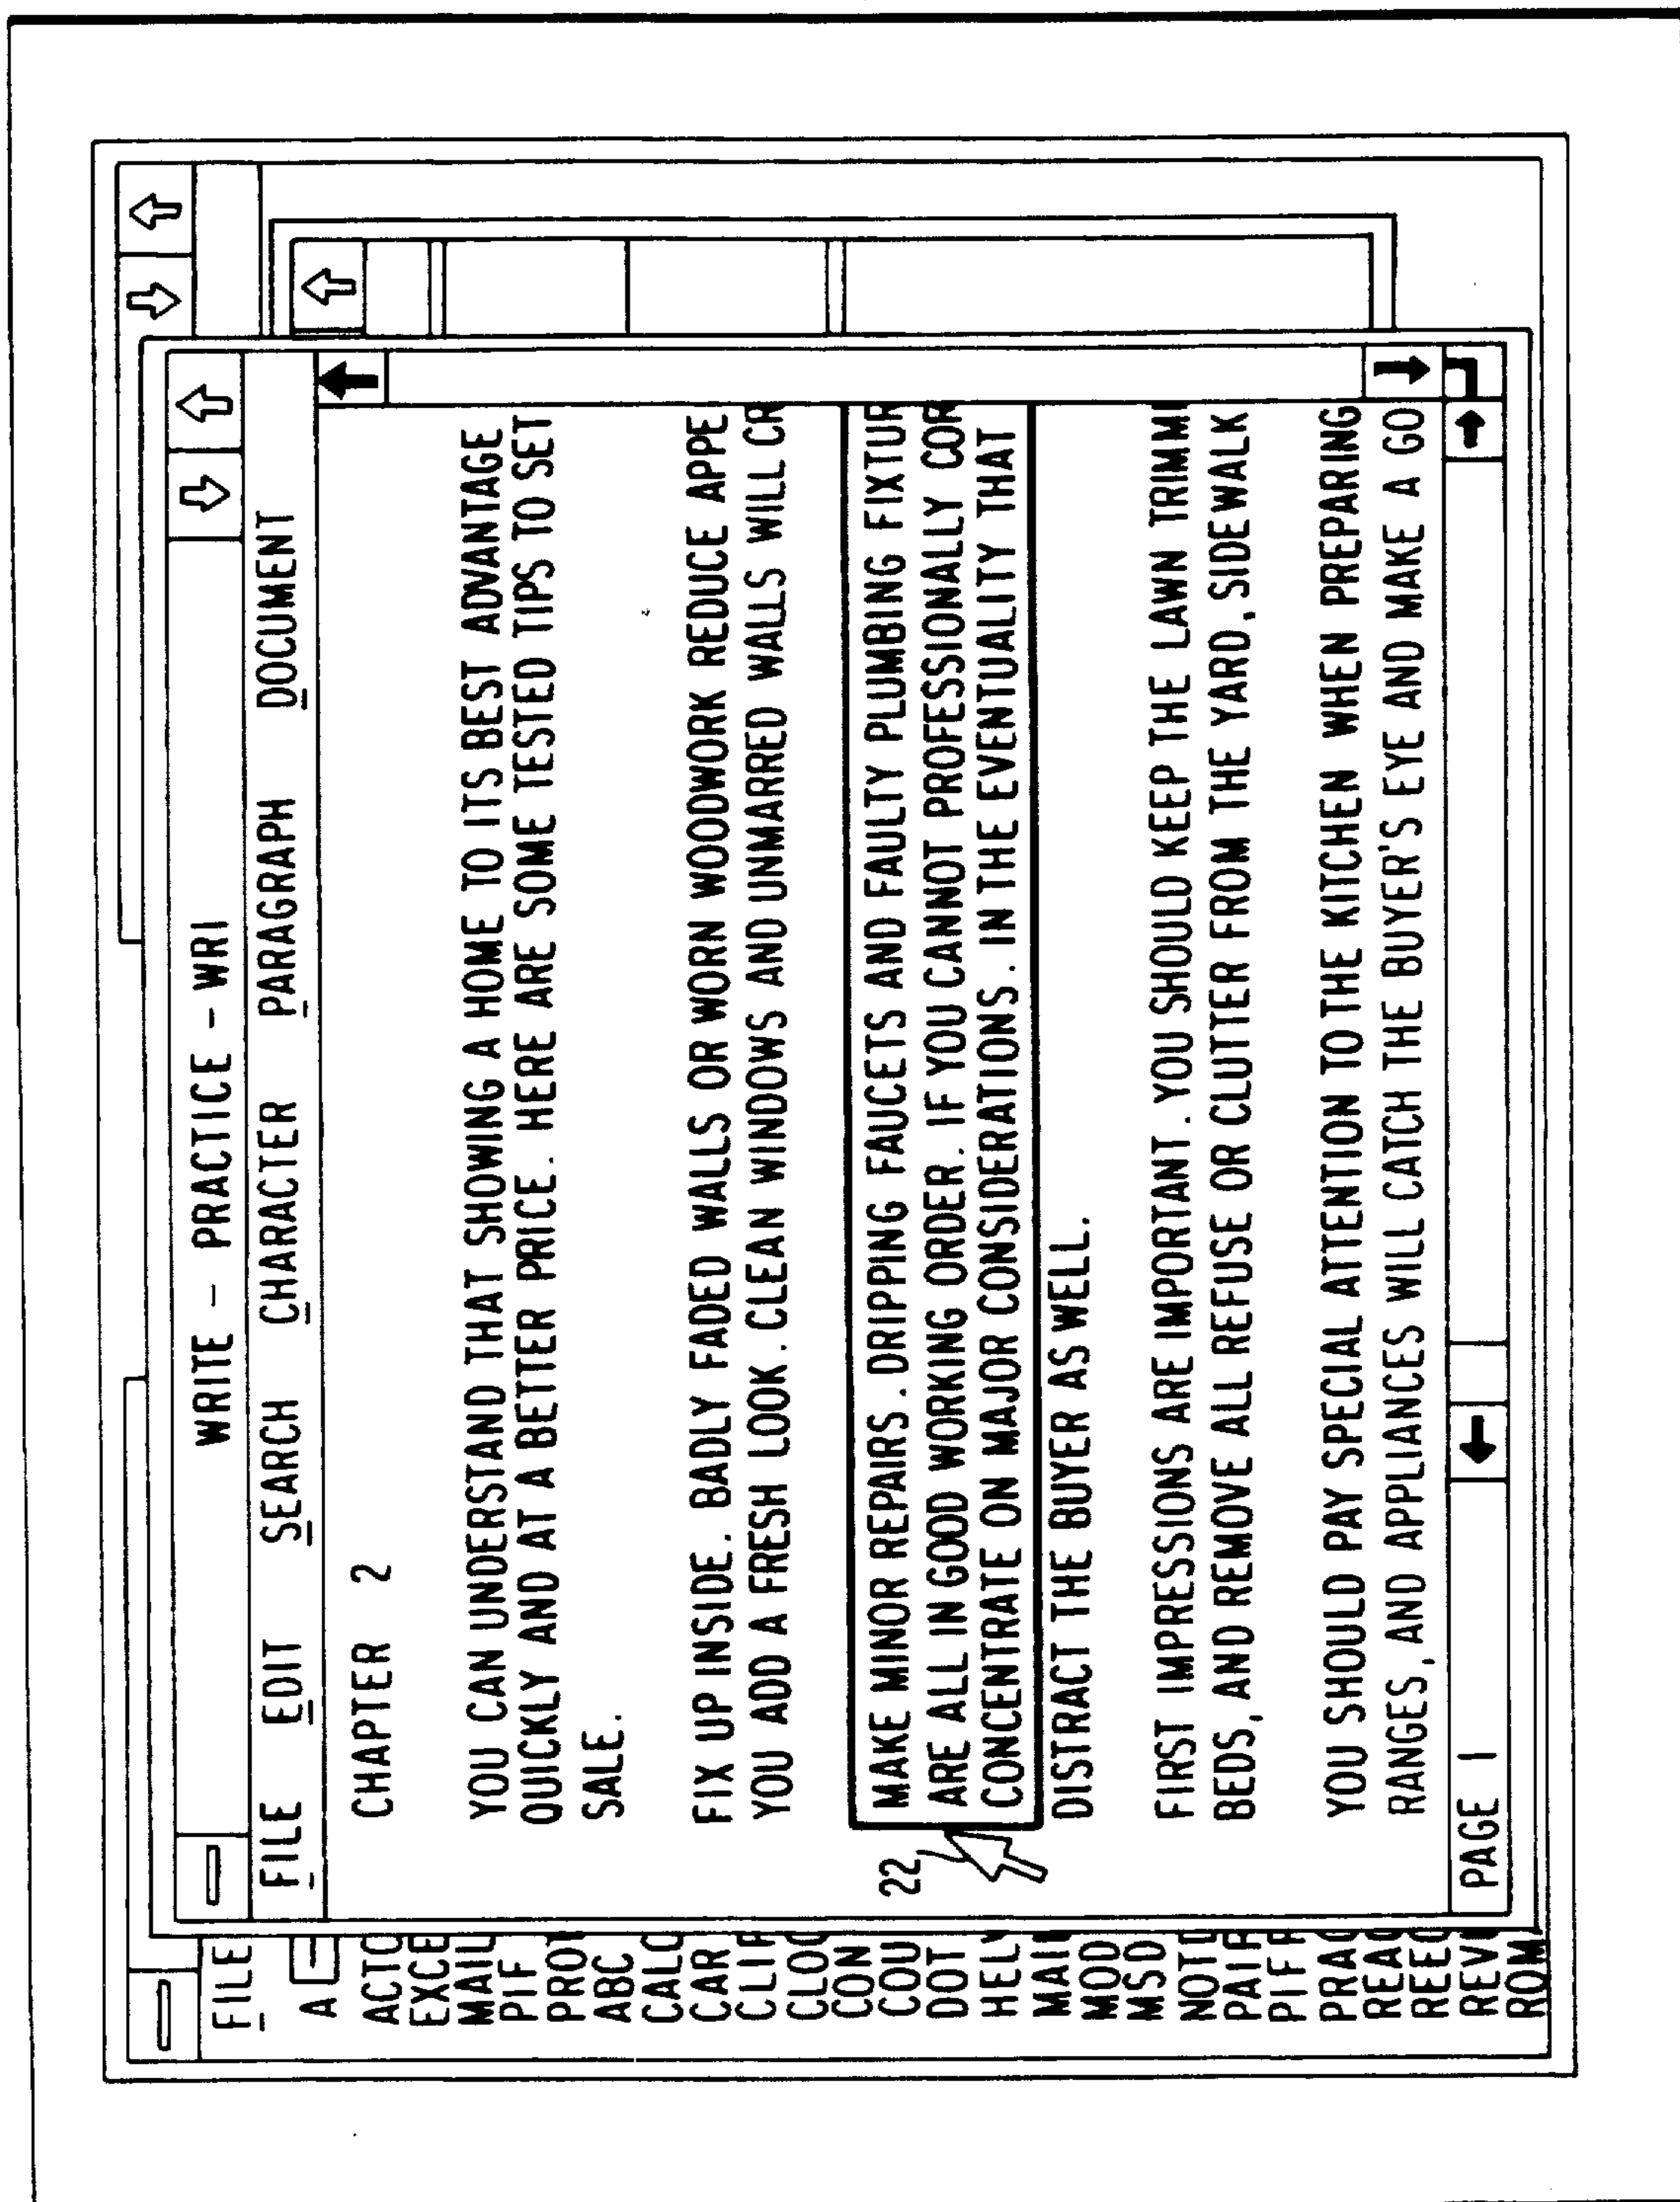 WRITE - PRACTICE - WRI
FILE EDIT SEARCH CHARACTER PARAGRAPH DOCUMENT
CHAPTER 2
YOU CAN UNDERSTAND THAT SHOWING A HOME TO ITS BEST ADVANTAGE
QUICKLY AND AT A BETTER PRICE. HERE ARE SOME TESTED TIPS TO SET
SALE.
FIX UP INSIDE. BADLY FADED WALLS OR WORN WOODWORK REDUCE APPE
YOU ADD A FRESH LOOK. CLEAN WINDOWS AND UNMARRED WALLS WILL CR
MAKE MINOR REPAIRS. DRIPPING FAUCETS AND FAULTY PLUMBING FIXTUR
ARE ALL IN GOOD WORKING ORDER. IF YOU CANNOT PROFESSIONALLY COR
CONCENTRATE ON MAJOR CONSIDERATIONS. IN THE EVENTUALITY THAT
DISTRACT THE BUYER AS WELL.
22
FIRST IMPRESSIONS ARE IMPORTANT. YOU SHOULD KEEP THE LAWN TRIMM
BEDS, AND REMOVE ALL REFUSE OR CLUTTER FROM THE YARD, SIDEWALK
YOU SHOULD PAY SPECIAL ATTENTION TO THE KITCHEN WHEN PREPARING
RANGES, AND APPLIANCES WILL CATCH THE BUYER'S EYE AND MAKE A GO
PAGE 1
FILE
A
ACTO
EXCE
MAIL
PIF
PROT
ABC
CALC
CAR
CLIP
CLOC
CON
COU
DOT
HELV
MAIL
MOD
MSD
NOTE
PAIR
PIFF
PRAC
REA
REEC
REVE
ROM